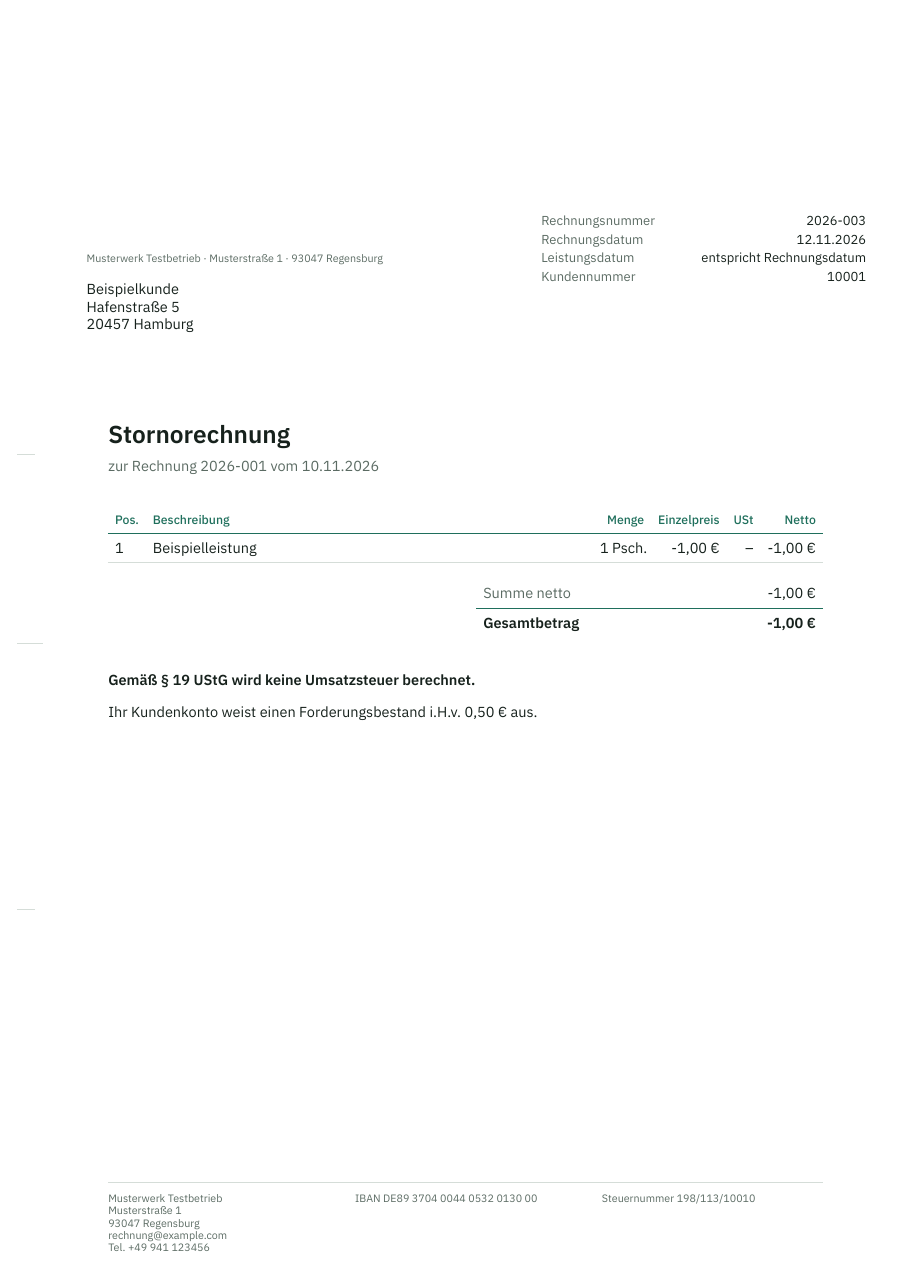 Rechnungsnummer 2026-003
Rechnungsdatum 12.11.2026
Leistungsdatum entspricht Rechnungsdatum
Kundennummer 10001
Musterwerk Testbetrieb · Musterstraße 1 · 93047 Regensburg
Beispielkunde
Hafenstraße 5
20457 Hamburg
Stornorechnung
zur Rechnung 2026-001 vom 10.11.2026
Pos. Beschreibung Menge Einzelpreis USt Netto
1 Beispielleistung 1 Psch. -1,00 € – -1,00 €
Summe netto -1,00 €
Gesamtbetrag -1,00 €
Gemäß § 19 UStG wird keine Umsatzsteuer berechnet.
Ihr Kundenkonto weist einen Forderungsbestand i.H.v. 0,50 € aus.
Musterwerk Testbetrieb IBAN DE89 3704 0044 0532 0130 00 Steuernummer 198/113/10010
Musterstraße 1
93047 Regensburg
rechnung@example.com
Tel. +49 941 123456